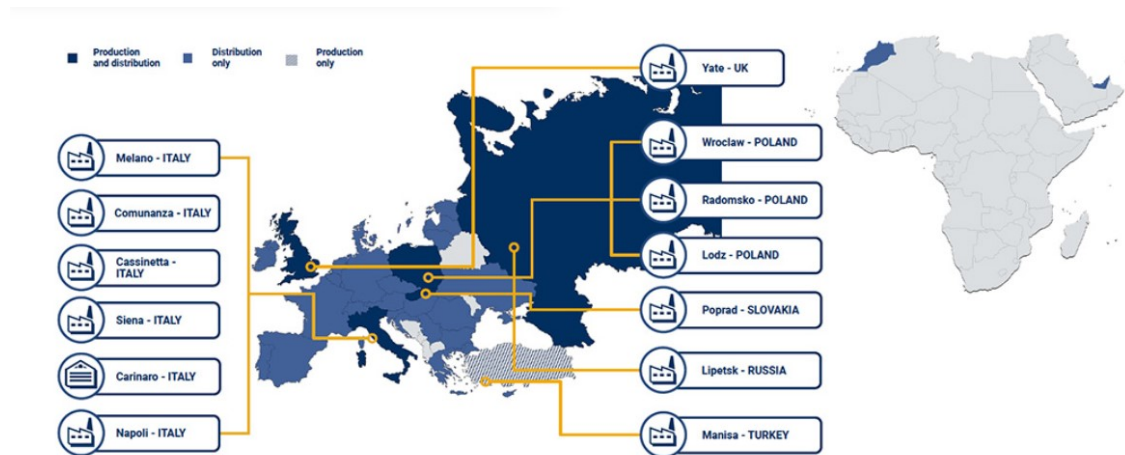 Production
and distribution
Distribution
only
Production
only
Melano - ITALY
Comunanza - ITALY
Cassinetta -
ITALY
Siena - ITALY
Carinaro - ITALY
Napoli - ITALY
Yate - UK
Wroclaw - POLAND
Radomsko - POLAND
Lodz - POLAND
Poprad - SLOVAKIA
Lipetsk - RUSSIA
Manisa - TURKEY